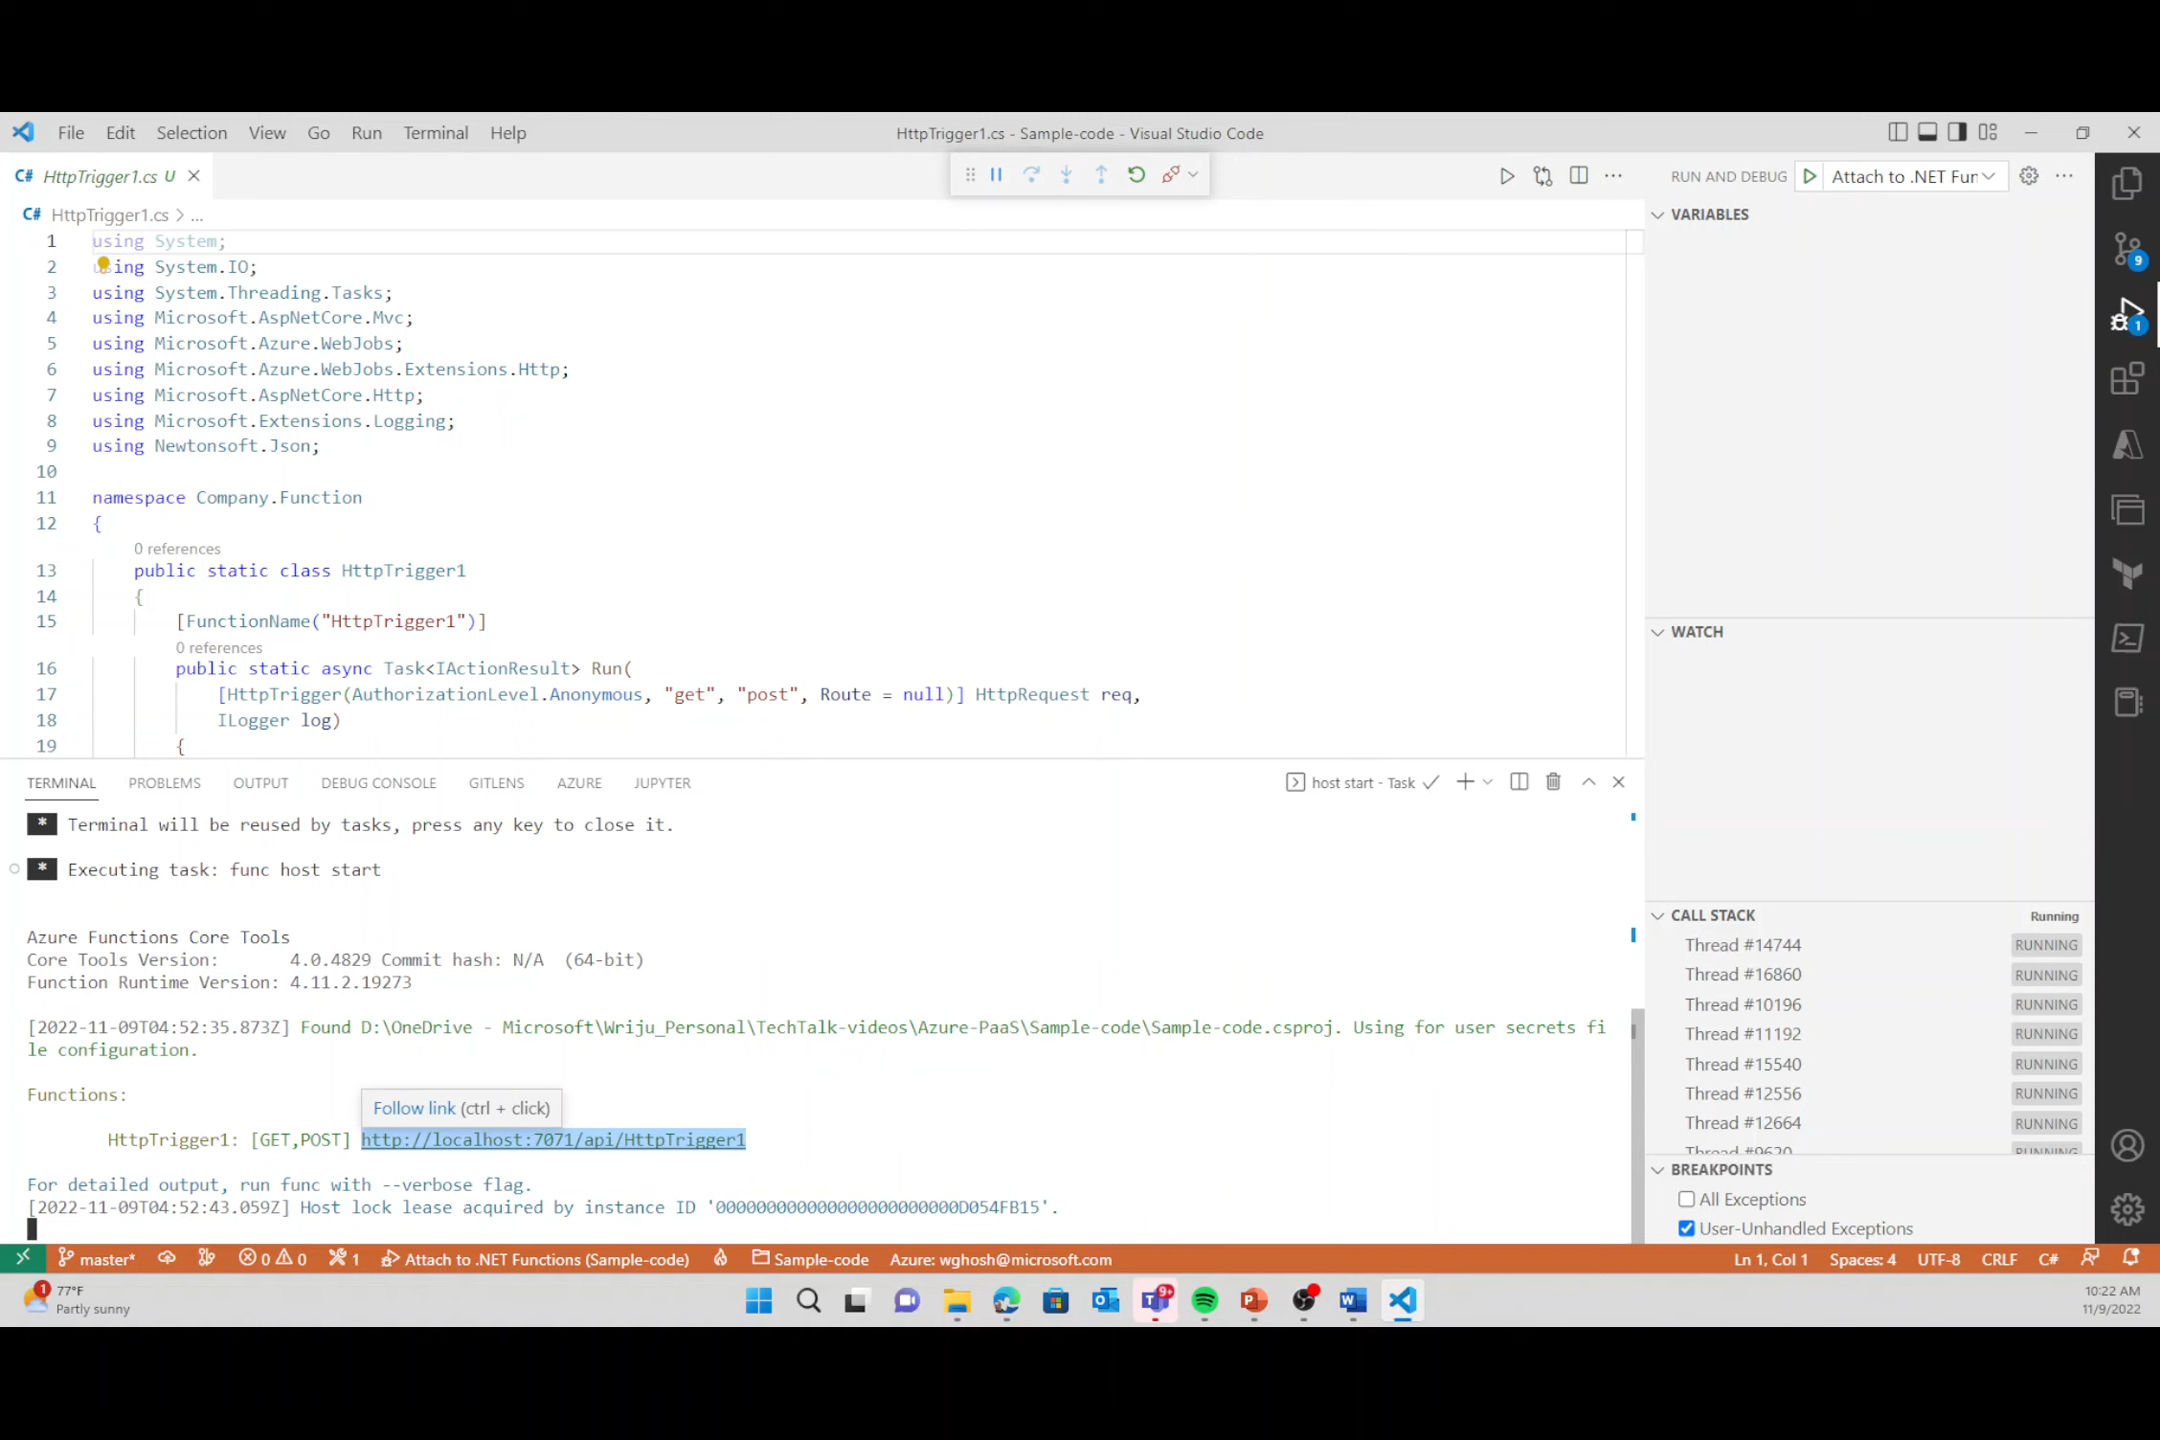 File Edit Selection View Go Run Terminal Help
HttpTrigger1.cs - Sample-code - Visual Studio Code
C# HttpTrigger1.cs U
RUN AND DEBUG Attach to .NET Fun
C# HttpTrigger1.cs > ...
1 using System;
2 using System.IO;
3 using System.Threading.Tasks;
4 using Microsoft.AspNetCore.Mvc;
5 using Microsoft.Azure.WebJobs;
6 using Microsoft.Azure.WebJobs.Extensions.Http;
7 using Microsoft.AspNetCore.Http;
8 using Microsoft.Extensions.Logging;
9 using Newtonsoft.Json;
10
11 namespace Company.Function
12 {
0 references
13 public static class HttpTrigger1
14 {
15 [FunctionName("HttpTrigger1")]
0 references
16 public static async Task<IActionResult> Run(
17 [HttpTrigger(AuthorizationLevel.Anonymous, "get", "post", Route = null)] HttpRequest req,
18 ILogger log)
19 {
TERMINAL PROBLEMS OUTPUT DEBUG CONSOLE GITLENS AZURE JUPYTER
host start - Task
* Terminal will be reused by tasks, press any key to close it.
* Executing task: func host start
Azure Functions Core Tools
Core Tools Version: 4.0.4829 Commit hash: N/A (64-bit)
Function Runtime Version: 4.11.2.19273
[2022-11-09T04:52:35.873Z] Found D:\OneDrive - Microsoft\Wriju_Personal\TechTalk-videos\Azure-PaaS\Sample-code\Sample-code.csproj. Using for user secrets fi
le configuration.
Functions:
Follow link (ctrl + click)
HttpTrigger1: [GET,POST] http://localhost:7071/api/HttpTrigger1
For detailed output, run func with --verbose flag.
[2022-11-09T04:52:43.059Z] Host lock lease acquired by instance ID '000000000000000000000000D054FB15'.
VARIABLES
WATCH
CALL STACK Running
Thread #14744 RUNNING
Thread #16860 RUNNING
Thread #10196 RUNNING
Thread #11192 RUNNING
Thread #15540 RUNNING
Thread #12556 RUNNING
Thread #12664 RUNNING
Thread #9620 RUNNING
BREAKPOINTS
All Exceptions
User-Unhandled Exceptions
9
1
master* 0 0 1 Attach to .NET Functions (Sample-code) Sample-code Azure: wghosh@microsoft.com
Ln 1, Col 1 Spaces: 4 UTF-8 CRLF C#
1
77°F
Partly sunny
9+
10:22 AM
11/9/2022